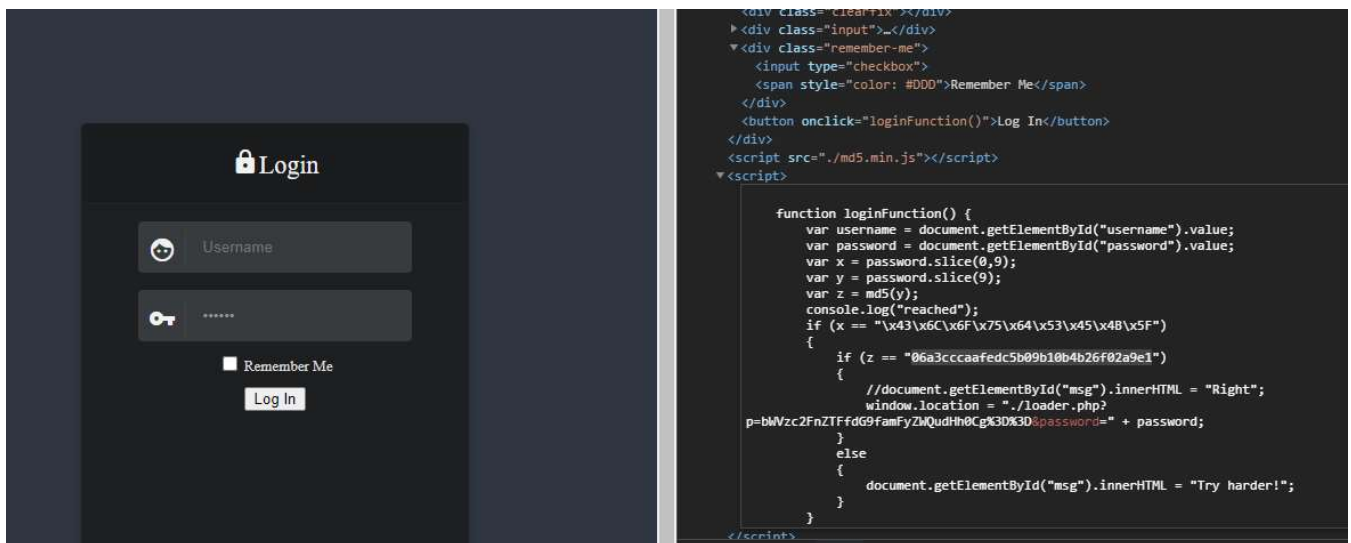 Login
Username
Remember Me
Log In
<div class="clearfix"></div>
<div class="input">…</div>
<div class="remember-me">
<input type="checkbox">
<span style="color: #DDD">Remember Me</span>
</div>
<button onclick="loginFunction()">Log In</button>
</div>
<script src="./md5.min.js"></script>
<script>
function loginFunction() {
var username = document.getElementById("username").value;
var password = document.getElementById("password").value;
var x = password.slice(0,9);
var y = password.slice(9);
var z = md5(y);
console.log("reached");
if (x == "\x43\x6C\x6F\x75\x64\x53\x45\x4B\x5F")
{
if (z == "06a3cccaafedc5b09b10b4b26f02a9e1")
{
//document.getElementById("msg").innerHTML = "Right";
window.location = "./loader.php?
p=bWVzc2FnZTFfdG9famFyZWQudHh0Cg%3D%3D&password=" + password;
}
else
{
document.getElementById("msg").innerHTML = "Try harder!";
}
}
</script>